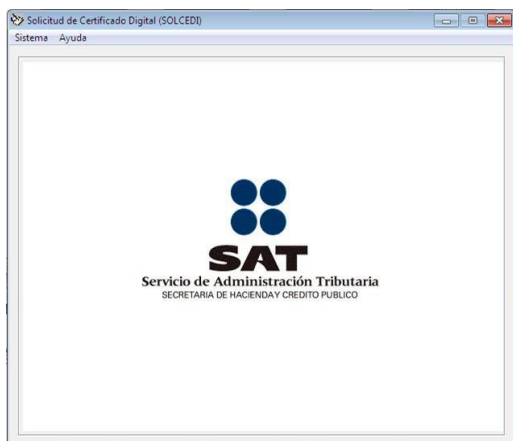 Solicitud de Certificado Digital (SOLCEDI)
Sistema Ayuda
SAT
Servicio de Administración Tributaria
SECRETARIA DE HACIENDA Y CREDITO PUBLICO